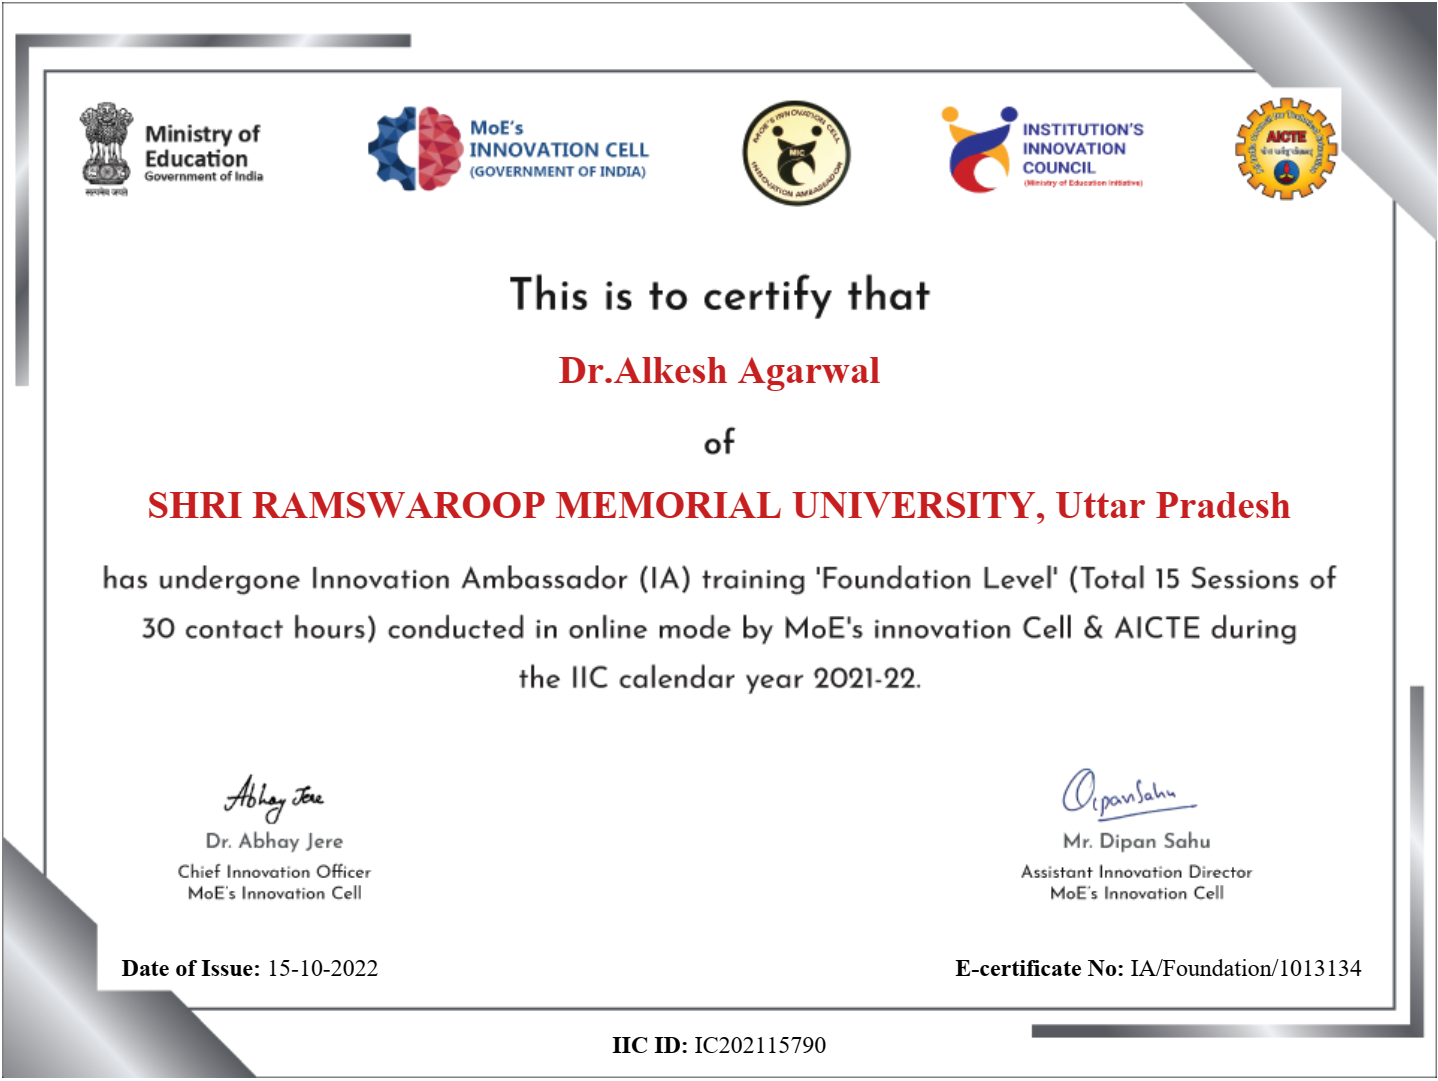 Ministry of
Education
Government of India
सत्यमेव जयते
MoE's
INNOVATION CELL
(GOVERNMENT OF INDIA)
MOE'S INNOVATION CELL
MIC
INNOVATION AMBASSADOR
INSTITUTION'S
INNOVATION
COUNCIL
(Ministry of Education Initiative)
AICTE
This is to certify that
Dr.Alkesh Agarwal
of
SHRI RAMSWAROOP MEMORIAL UNIVERSITY, Uttar Pradesh
has undergone Innovation Ambassador (IA) training 'Foundation Level' (Total 15 Sessions of
30 contact hours) conducted in online mode by MoE's innovation Cell & AICTE during
the IIC calendar year 2021-22.
Abhay Jere
Dr. Abhay Jere
Chief Innovation Officer
MoE's Innovation Cell
DipanSahu
Mr. Dipan Sahu
Assistant Innovation Director
MoE's Innovation Cell
Date of Issue: 15-10-2022
E-certificate No: IA/Foundation/1013134
IIC ID: IC202115790